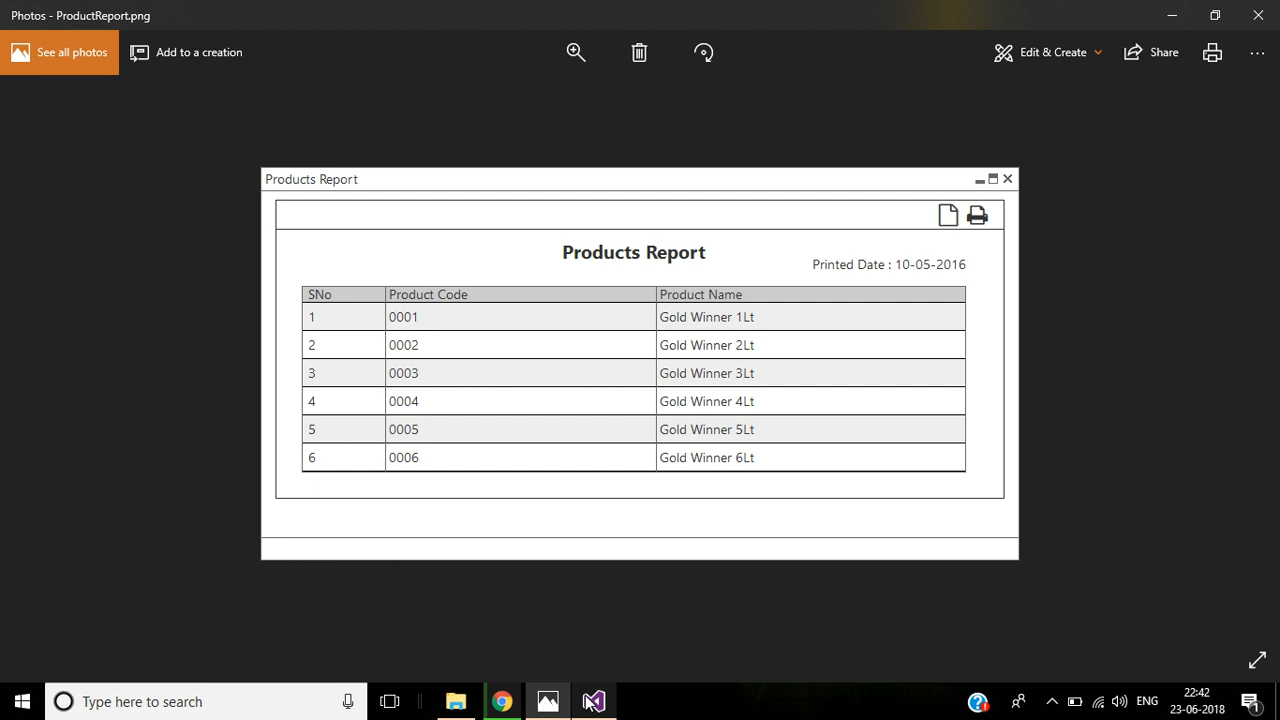 Photos - ProductReport.png
See all photos Add to a creation Edit & Create Share
Products Report
Products Report
Printed Date : 10-05-2016
SNo Product Code Product Name
1 0001 Gold Winner 1Lt
2 0002 Gold Winner 2Lt
3 0003 Gold Winner 3Lt
4 0004 Gold Winner 4Lt
5 0005 Gold Winner 5Lt
6 0006 Gold Winner 6Lt
Type here to search ENG 22:42
23-06-2018 1